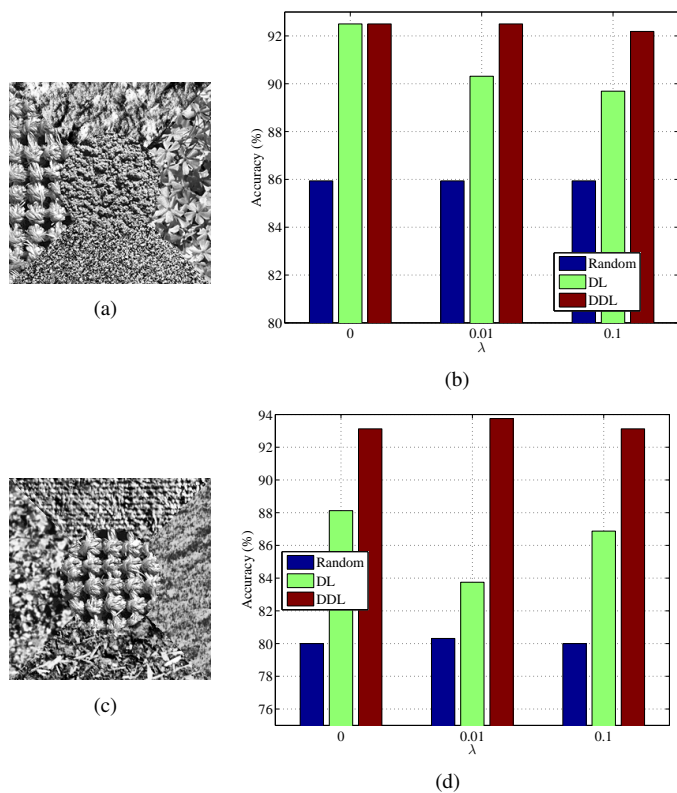 (a)
92
90
88
86
84
82
80
Accuracy (%)
0
0.01
0.1
λ
Random
DL
DDL
(b)
(c)
94
92
90
88
86
84
82
80
78
76
Accuracy (%)
0
0.01
0.1
λ
Random
DL
DDL
(d)